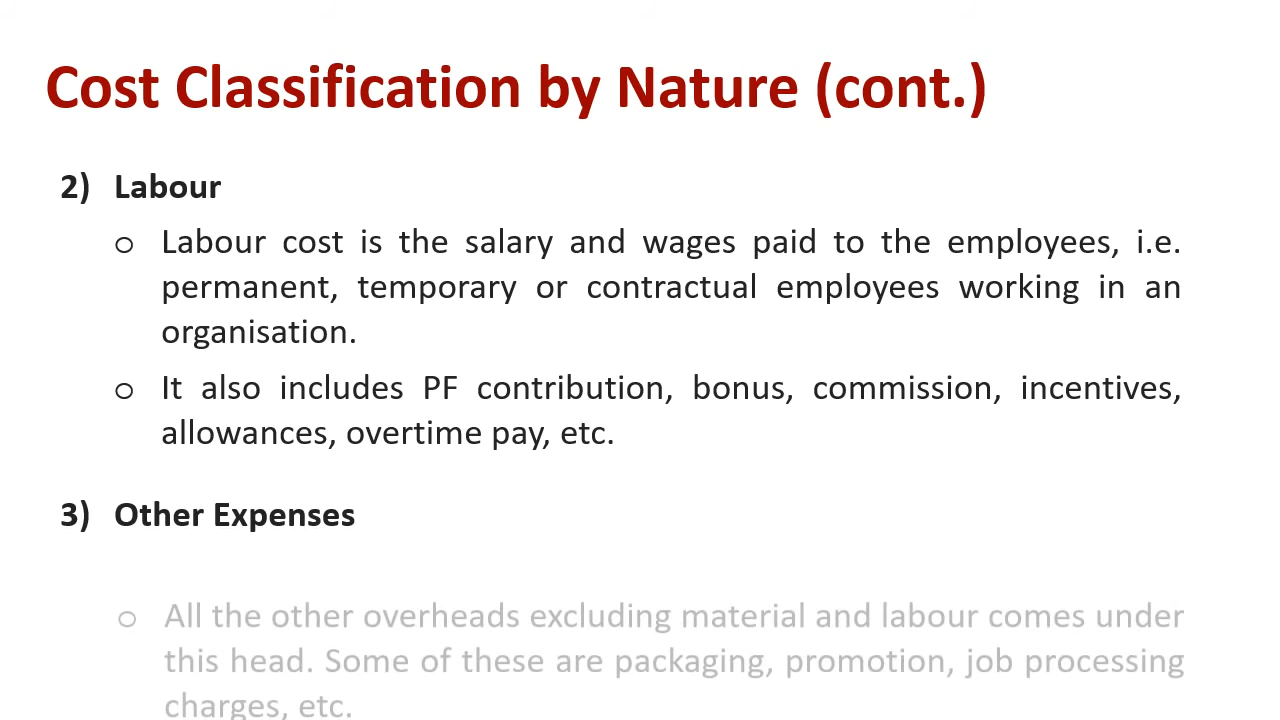 Cost Classification by Nature (cont.)
2) Labour
o Labour cost is the salary and wages paid to the employees, i.e.
permanent, temporary or contractual employees working in an
organisation.
o It also includes PF contribution, bonus, commission, incentives,
allowances, overtime pay, etc.
3) Other Expenses
o All the other overheads excluding material and labour comes under
this head. Some of these are packaging, promotion, job processing
charges, etc.